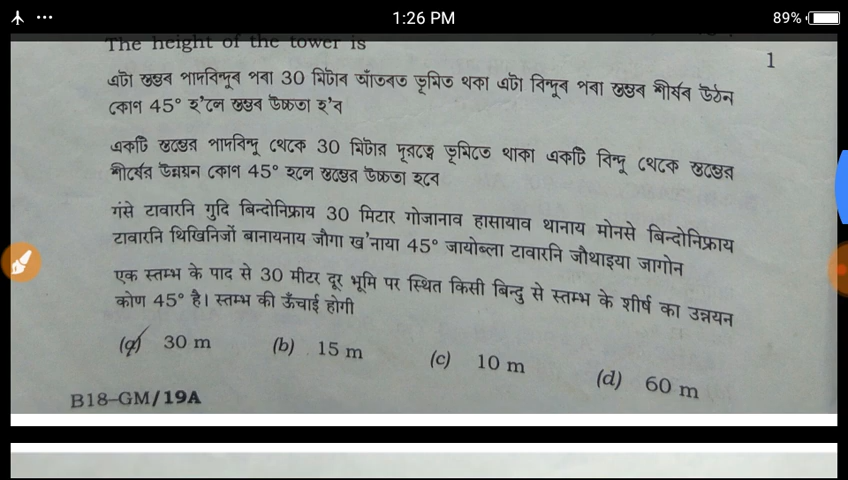 1:26 PM
89%
The height of the tower is
1
এটা স্তম্ভৰ পাদবিন্দুৰ পৰা 30 মিটাৰ আঁতৰত ভূমিত থকা এটা বিন্দুৰ পৰা স্তম্ভৰ শীৰ্ষৰ উঠন
কোণ 45° হ'লে স্তম্ভৰ উচ্চতা হ'ব
একটি স্তম্ভের পাদবিন্দু থেকে 30 মিটার দূরত্বে ভূমিতে থাকা একটি বিন্দু থেকে স্তম্ভের
শীর্ষের উন্নয়ন কোণ 45° হলে স্তম্ভের উচ্চতা হবে
गंसे टावारनि गुदि बिन्दोनिफ्राय 30 मिटार गोजानाव हासायाव थानाय मोनसे बिन्दोनिफ्राय
टावारनि थिखिनिजों बानायनाय जौगा ख'नाया 45° जायोब्ला टावारनि जौथाइया जागोन
एक स्तम्भ के पाद से 30 मीटर दूर भूमि पर स्थित किसी बिन्दु से स्तम्भ के शीर्ष का उन्नयन
कोण 45° है। स्तम्भ की ऊँचाई होगी
(a) 30 m (b) 15 m (c) 10 m (d) 60 m
B18-GM/19A